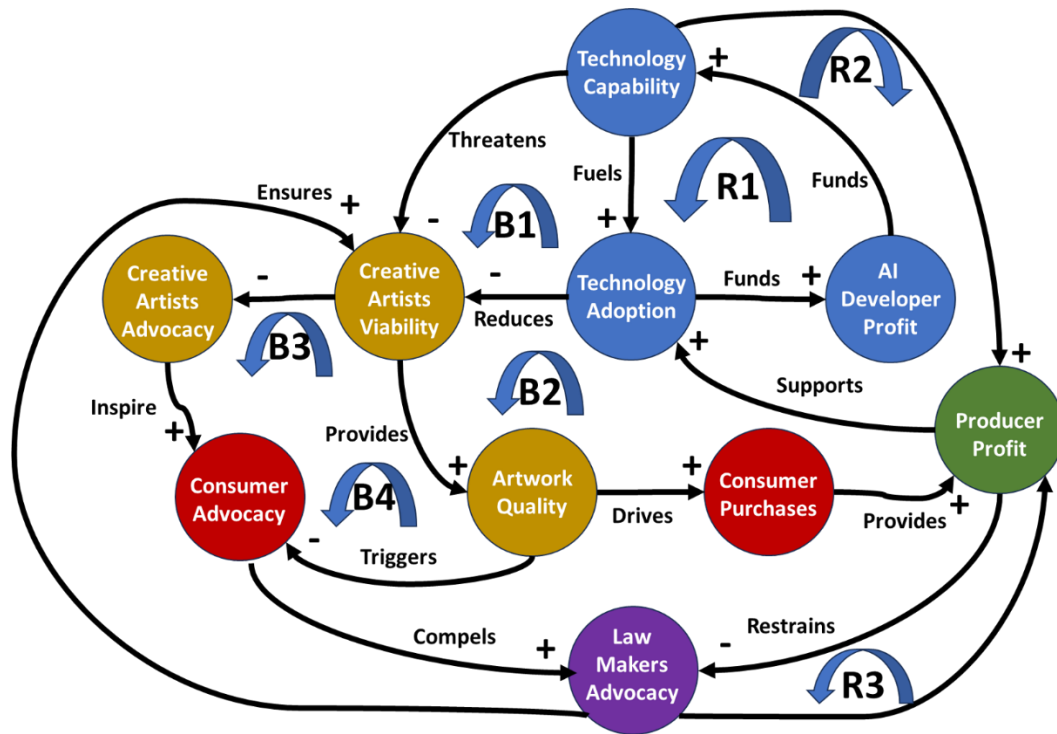 Technology
Capability
+
R2
Threatens
Fuels
R1
Funds
Ensures
+
-
B1
+
Creative
Artists
Advocacy
-
Creative
Artists
Viability
-
Reduces
Technology
Adoption
Funds
+
AI
Developer
Profit
B3
+
+
Inspire
+
Provides
B2
Supports
Producer
Profit
Consumer
Advocacy
B4
-
+
Artwork
Quality
+
Drives
Consumer
Purchases
Provides
+
Triggers
Compels
+
Law
Makers
Advocacy
-
Restrains
R3